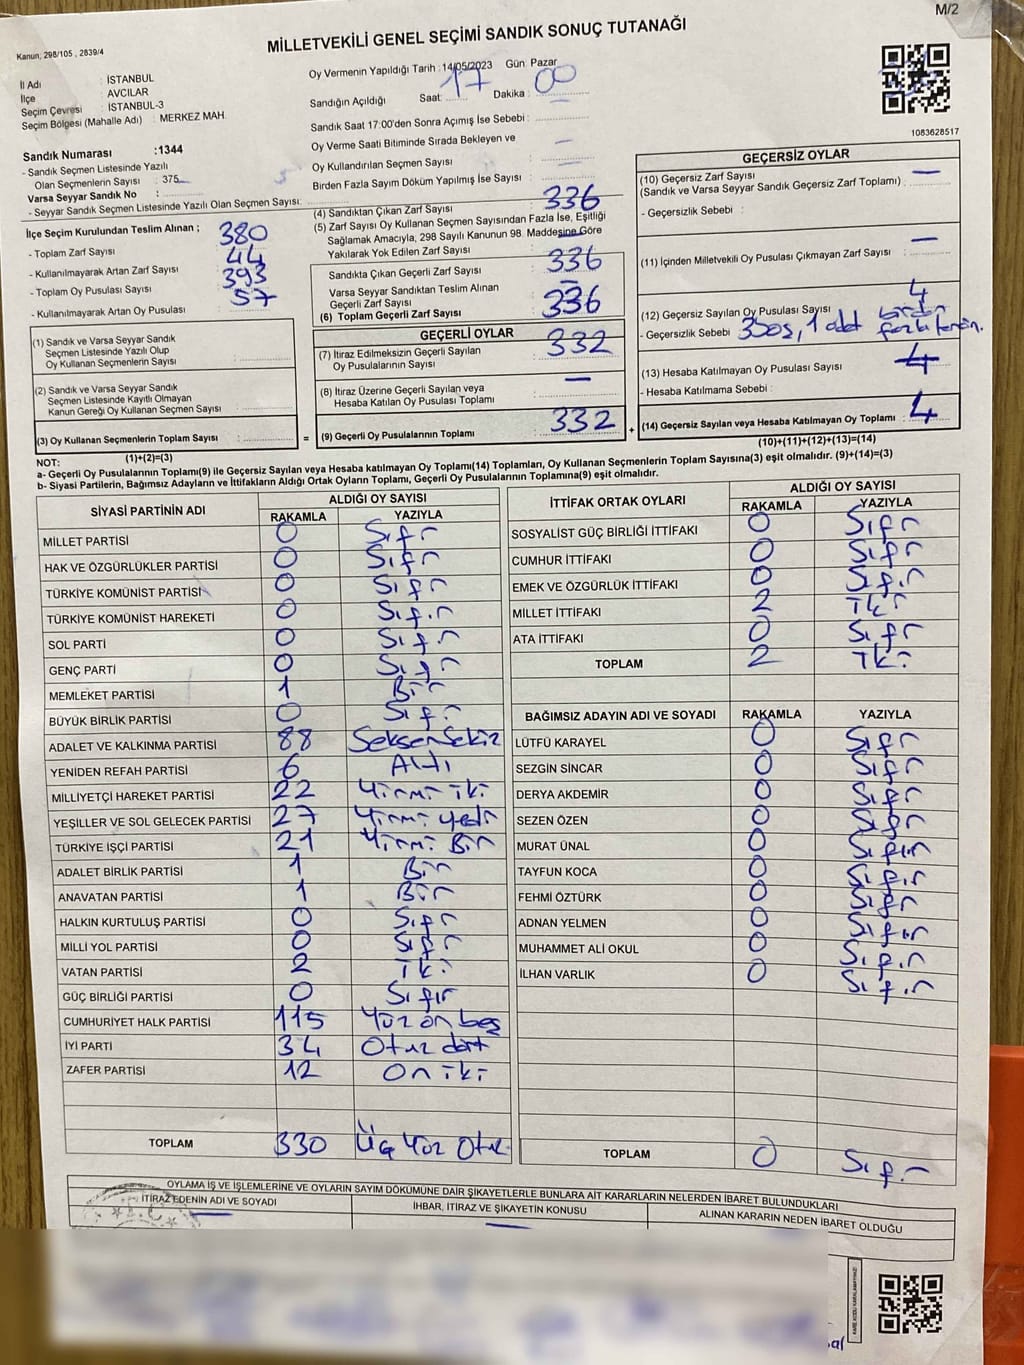 M/2
Kanun, 298/105 , 2839/4
MİLLETVEKİLİ GENEL SEÇİMİ SANDIK SONUÇ TUTANAĞI
İl Adı : İSTANBUL
İlçe : AVCILAR
Seçim Çevresi : İSTANBUL-3
Seçim Bölgesi (Mahalle Adı) : MERKEZ MAH.
Oy Vermenin Yapıldığı Tarih : 14/05/2023 Gün: Pazar
Sandığın Açıldığı Saat: 17 Dakika : 00
Sandık Saat 17:00'den Sonra Açımış İse Sebebi :
Oy Verme Saati Bitiminde Sırada Bekleyen ve
Oy Kullandırılan Seçmen Sayısı :
Birden Fazla Sayım Döküm Yapılmış İse Sayısı :
1083628517
Sandık Numarası :1344
- Sandık Seçmen Listesinde Yazılı
Olan Seçmenlerin Sayısı : 375
Varsa Seyyar Sandık No :
- Seyyar Sandık Seçmen Listesinde Yazılı Olan Seçmen Sayısı:
İlçe Seçim Kurulundan Teslim Alınan ;
- Toplam Zarf Sayısı : 380
- Kullanılmayarak Artan Zarf Sayısı : 44
- Toplam Oy Pusulası Sayısı : 393
- Kullanılmayarak Artan Oy Pusulası : 57
(1) Sandık ve Varsa Seyyar Sandık
Seçmen Listesinde Yazılı Olup
Oy Kullanan Seçmenlerin Sayısı :
(2) Sandık ve Varsa Seyyar Sandık
Seçmen Listesinde Kayıtlı Olmayan
Kanun Gereği Oy Kullanan Seçmen Sayısı :
(3) Oy Kullanan Seçmenlerin Toplam Sayısı : =
(1)+(2)=(3)
(4) Sandıktan Çıkan Zarf Sayısı : 336
(5) Zarf Sayısı Oy Kullanan Seçmen Sayısından Fazla İse, Eşitliği
Sağlamak Amacıyla, 298 Sayılı Kanunun 98. Maddesine Göre
Yakılarak Yok Edilen Zarf Sayısı : —
Sandıkta Çıkan Geçerli Zarf Sayısı : 336
Varsa Seyyar Sandıktan Teslim Alınan
Geçerli Zarf Sayısı : —
(6) Toplam Geçerli Zarf Sayısı : 336
GEÇERLİ OYLAR
(7) İtiraz Edilmeksizin Geçerli Sayılan
Oy Pusulalarının Sayısı : 332
(8) İtiraz Üzerine Geçerli Sayılan veya
Hesaba Katılan Oy Pusulası Toplamı : —
(9) Geçerli Oy Pusulalarının Toplamı : 332 +
GEÇERSİZ OYLAR
(10) Geçersiz Zarf Sayısı : —
(Sandık ve Varsa Seyyar Sandık Geçersiz Zarf Toplamı)
- Geçersizlik Sebebi :
(11) İçinden Milletvekili Oy Pusulası Çıkmayan Zarf Sayısı : —
(12) Geçersiz Sayılan Oy Pusulası Sayısı : 4
- Geçersizlik Sebebi : 3 boş, 1 adet birden fazla
(13) Hesaba Katılmayan Oy Pusulası Sayısı :
- Hesaba Katılmama Sebebi :
(14) Geçersiz Sayılan veya Hesaba Katılmayan Oy Toplamı : 4
(10)+(11)+(12)+(13)=(14)
NOT:
a- Geçerli Oy Pusulalarının Toplamı(9) ile Geçersiz Sayılan veya Hesaba katılmayan Oy Toplamı(14) Toplamları, Oy Kullanan Seçmenlerin Toplam Sayısına(3) eşit olmalıdır. (9)+(14)=(3)
b- Siyasi Partilerin, Bağımsız Adayların ve İttifakların Aldığı Ortak Oyların Toplamı, Geçerli Oy Pusulalarının Toplamına(9) eşit olmalıdır.
SİYASİ PARTİNİN ADI ALDIĞI OY SAYISI
RAKAMLA YAZIYLA
MİLLET PARTİSİ 0 Sıfır
HAK VE ÖZGÜRLÜKLER PARTİSİ 0 Sıfır
TÜRKİYE KOMÜNİST PARTİSİ 0 Sıfır
TÜRKİYE KOMÜNİST HAREKETİ 0 Sıfır
SOL PARTİ 0 Sıfır
GENÇ PARTİ 0 Sıfır
MEMLEKET PARTİSİ 1 Bir
BÜYÜK BİRLİK PARTİSİ 0 Sıfır
ADALET VE KALKINMA PARTİSİ 88 Seksen Sekiz
YENİDEN REFAH PARTİSİ 6 Altı
MİLLİYETÇİ HAREKET PARTİSİ 22 Yirmi iki
YEŞİLLER VE SOL GELECEK PARTİSİ 27 Yirmi yedi
TÜRKİYE İŞÇİ PARTİSİ 21 Yirmi Bir
ADALET BİRLİK PARTİSİ 1 Bir
ANAVATAN PARTİSİ 1 Bir
HALKIN KURTULUŞ PARTİSİ 0 Sıfır
MİLLİ YOL PARTİSİ 0 Sıfır
VATAN PARTİSİ 2 İki
GÜÇ BİRLİĞİ PARTİSİ 0 Sıfır
CUMHURİYET HALK PARTİSİ 115 Yüz on beş
İYİ PARTİ 34 Otuz dört
ZAFER PARTİSİ 12 On iki
TOPLAM 330 Üç Yüz Otuz
İTTİFAK ORTAK OYLARI ALDIĞI OY SAYISI
RAKAMLA YAZIYLA
SOSYALİST GÜÇ BİRLİĞİ İTTİFAKI 0 Sıfır
CUMHUR İTTİFAKI 0 Sıfır
EMEK VE ÖZGÜRLÜK İTTİFAKI 0 Sıfır
MİLLET İTTİFAKI 2 İki
ATA İTTİFAKI 0 Sıfır
TOPLAM 2 İki
BAĞIMSIZ ADAYIN ADI VE SOYADI RAKAMLA YAZIYLA
LÜTFÜ KARAYEL 0 Sıfır
SEZGİN SİNCAR 0 Sıfır
DERYA AKDEMİR 0 Sıfır
SEZEN ÖZEN 0 Sıfır
MURAT ÜNAL 0 Sıfır
TAYFUN KOCA 0 Sıfır
FEHMİ ÖZTÜRK 0 Sıfır
ADNAN YELMEN 0 Sıfır
MUHAMMET ALİ OKUL 0 Sıfır
İLHAN VARLIK 0 Sıfır
TOPLAM 0 Sıfır
OYLAMA İŞ VE İŞLEMLERİNE VE OYLARIN SAYIM DÖKÜMÜNE DAİR ŞİKAYETLERLE BUNLARA AİT KARARLARIN NELERDEN İBARET BULUNDUKLARI
İTİRAZ EDENİN ADI VE SOYADI İHBAR, İTİRAZ VE ŞİKAYETİN KONUSU ALINAN KARARIN NEDEN İBARET OLDUĞU